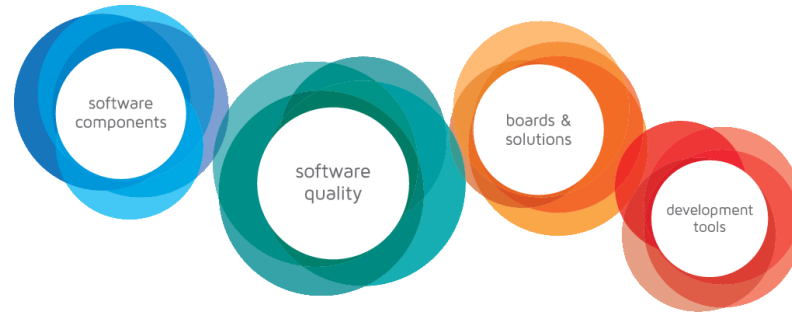 software
components
software
quality
boards &
solutions
development
tools